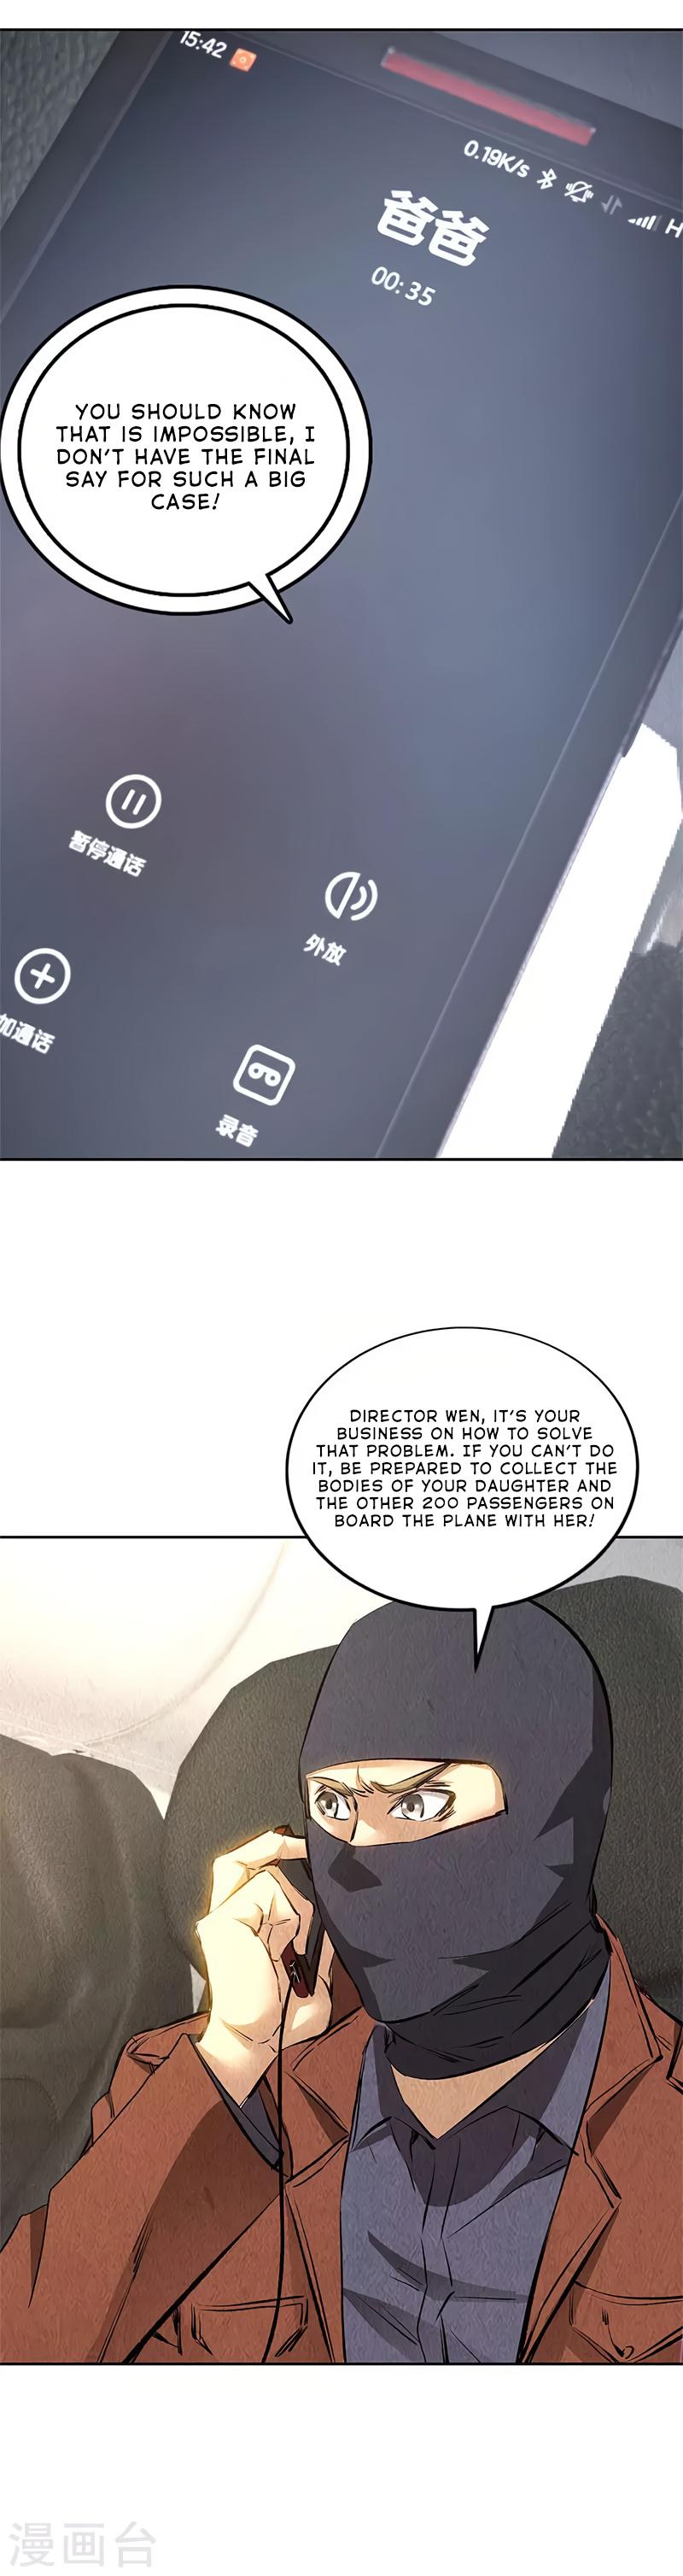 15:42
0.19K/s
H
爸爸
00:35
YOU SHOULD KNOW
THAT IS IMPOSSIBLE, I
DON'T HAVE THE FINAL
SAY FOR SUCH A BIG
CASE!
暂停通话
外放
加通话
录音
DIRECTOR WEN, IT'S YOUR
BUSINESS ON HOW TO SOLVE
THAT PROBLEM. IF YOU CAN'T DO
IT, BE PREPARED TO COLLECT THE
BODIES OF YOUR DAUGHTER AND
THE OTHER 200 PASSENGERS ON
BOARD THE PLANE WITH HER!
漫画台